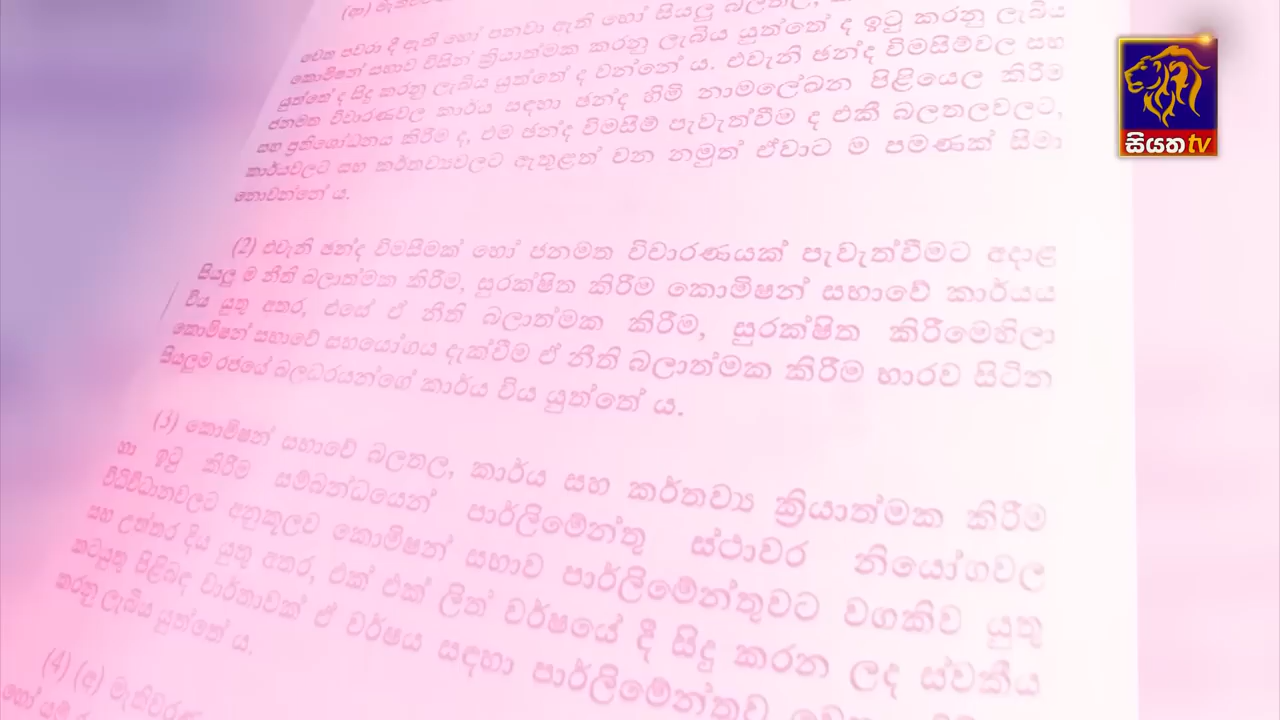 (ආ)
වෙත පවරා දී ඇති හෝ පනවා ඇති හෝ සියලු බලතල,
කොමිෂන් සභාව විසින් ක්‍රියාත්මක කරනු ලැබිය යුත්තේ ද ඉටු කරනු ලැබිය
යුත්තේ ද සිදු කරනු ලැබිය යුත්තේ ද වන්නේ ය. එවැනි ඡන්ද විමසීම්වල සහ
ජනමත විචාරණවල කාර්ය සඳහා ඡන්ද හිමි නාමලේඛන පිළියෙල කිරීම
සහ ප්‍රතිශෝධනය කිරීම ද, එම ඡන්ද විමසීම් පැවැත්වීම ද එකී බලතලවලට,
කාර්යවලට සහ කර්තව්‍යවලට ඇතුළත් වන නමුත් ඒවාට ම පමණක් සීමා
නොවන්නේ ය.
(2) එවැනි ඡන්ද විමසීමක් හෝ ජනමත විචාරණයක් පැවැත්වීමට අදාළ
සියලු ම නීති බලාත්මක කිරීම, සුරක්ෂිත කිරීම කොමිෂන් සභාවේ කාර්යය
විය යුතු අතර, එසේ ඒ නීති බලාත්මක කිරීම, සුරක්ෂිත කිරීමෙහිලා
කොමිෂන් සභාවේ සහයෝගය දැක්වීම ඒ නීති බලාත්මක කිරීම භාරව සිටින
සියලුම රජයේ බලධරයන්ගේ කාර්ය විය යුත්තේ ය.
(3) කොමිෂන් සභාවේ බලතල, කාර්ය සහ කර්තව්‍ය ක්‍රියාත්මක කිරීම
හා ඉටු කිරීම සම්බන්ධයෙන් පාර්ලිමේන්තු ස්ථාවර නියෝගවල
විධිවිධානවලට අනුකූලව කොමිෂන් සභාව පාර්ලිමේන්තුවට වගකිව යුතු
සහ උත්තර දිය යුතු අතර, එක් එක් ලිත් වර්ෂයේ දී සිදු කරන ලද ස්වකීය
කටයුතු පිළිබඳ වාර්තාවක් ඒ වර්ෂය සඳහා පාර්ලිමේන්තුව
කරනු ලැබිය යුත්තේ ය.
(4) (අ) මැතිවරණ
හෝ
සියත tv